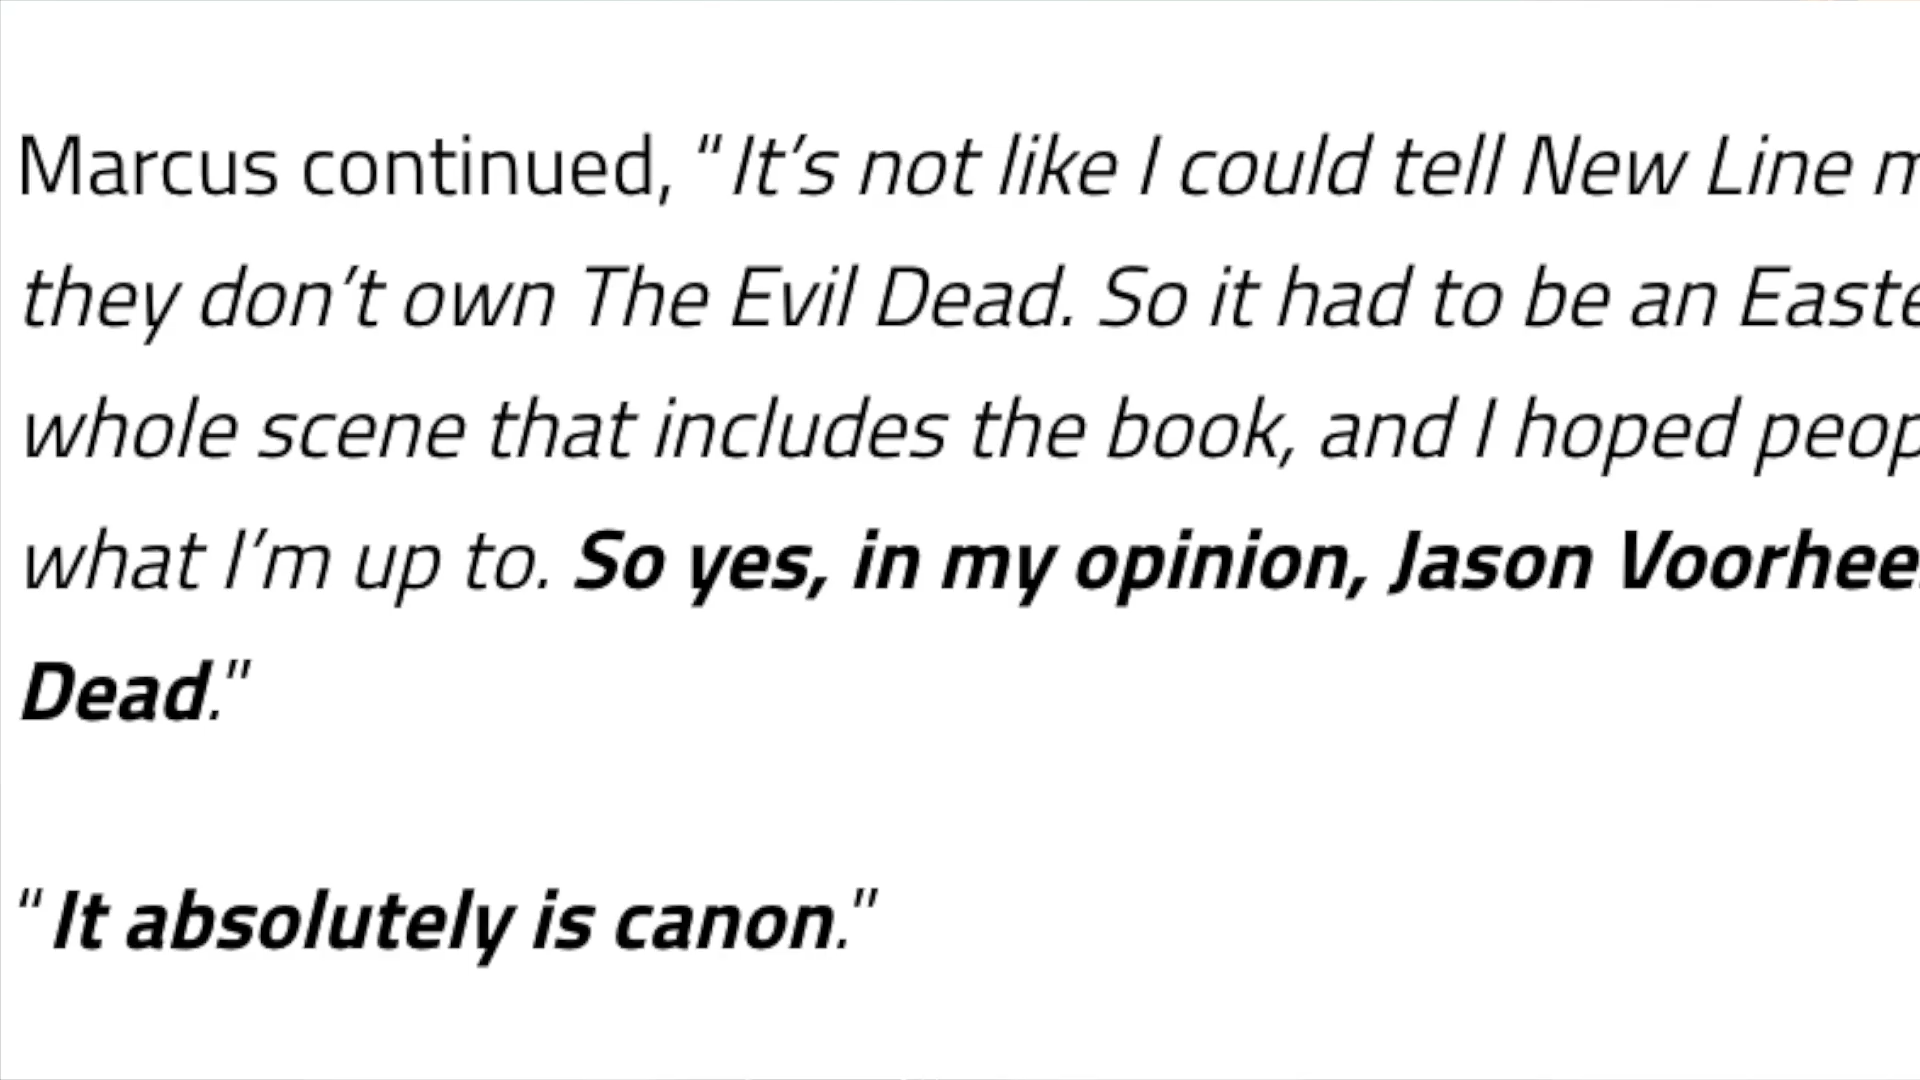 Marcus continued, “It’s not like I could tell New Line
they don’t own The Evil Dead. So it had to be an
whole scene that includes the book, and I hoped
what I’m up to. So yes, in my opinion, Jason
Dead.”
“It absolutely is canon.”